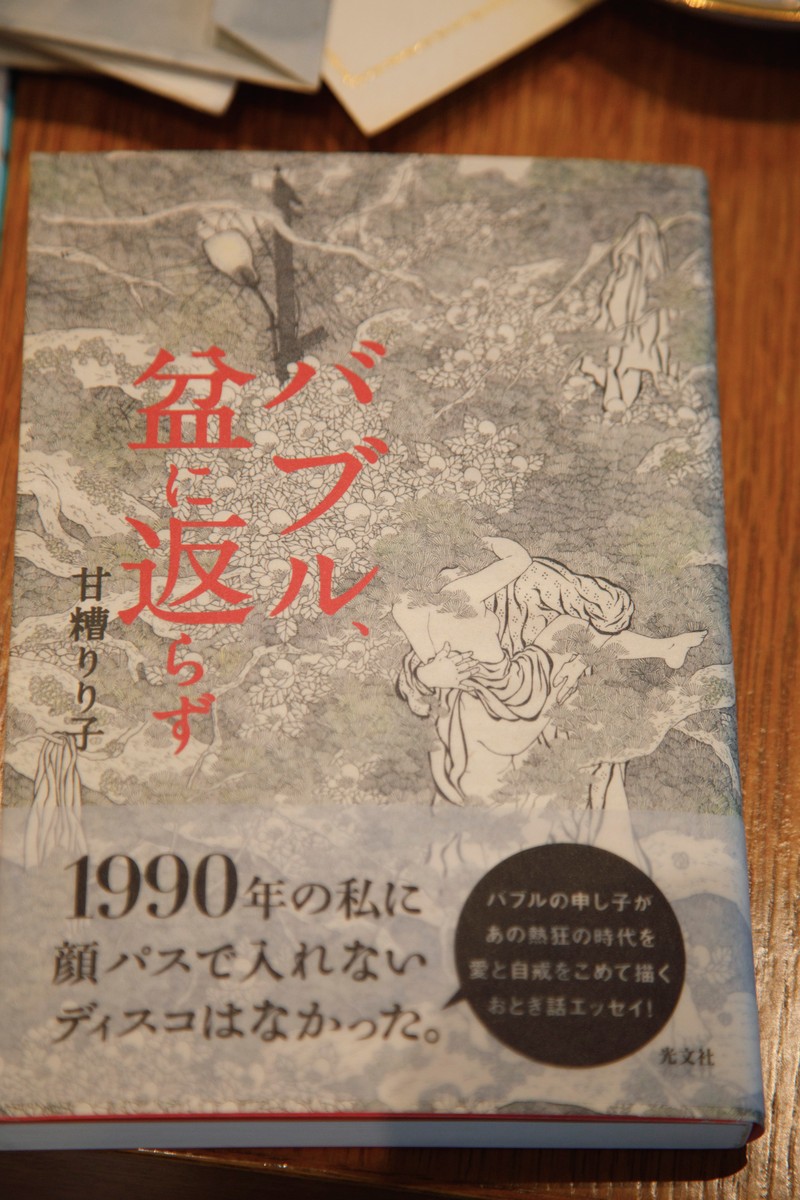 バブル、
盆に返らず
甘糟りり子
1990年の私に
顔パスで入れない
ディスコはなかった。
バブルの申し子が
あの熱狂の時代を
愛と自戒をこめて描く
おとぎ話エッセイ!
光文社